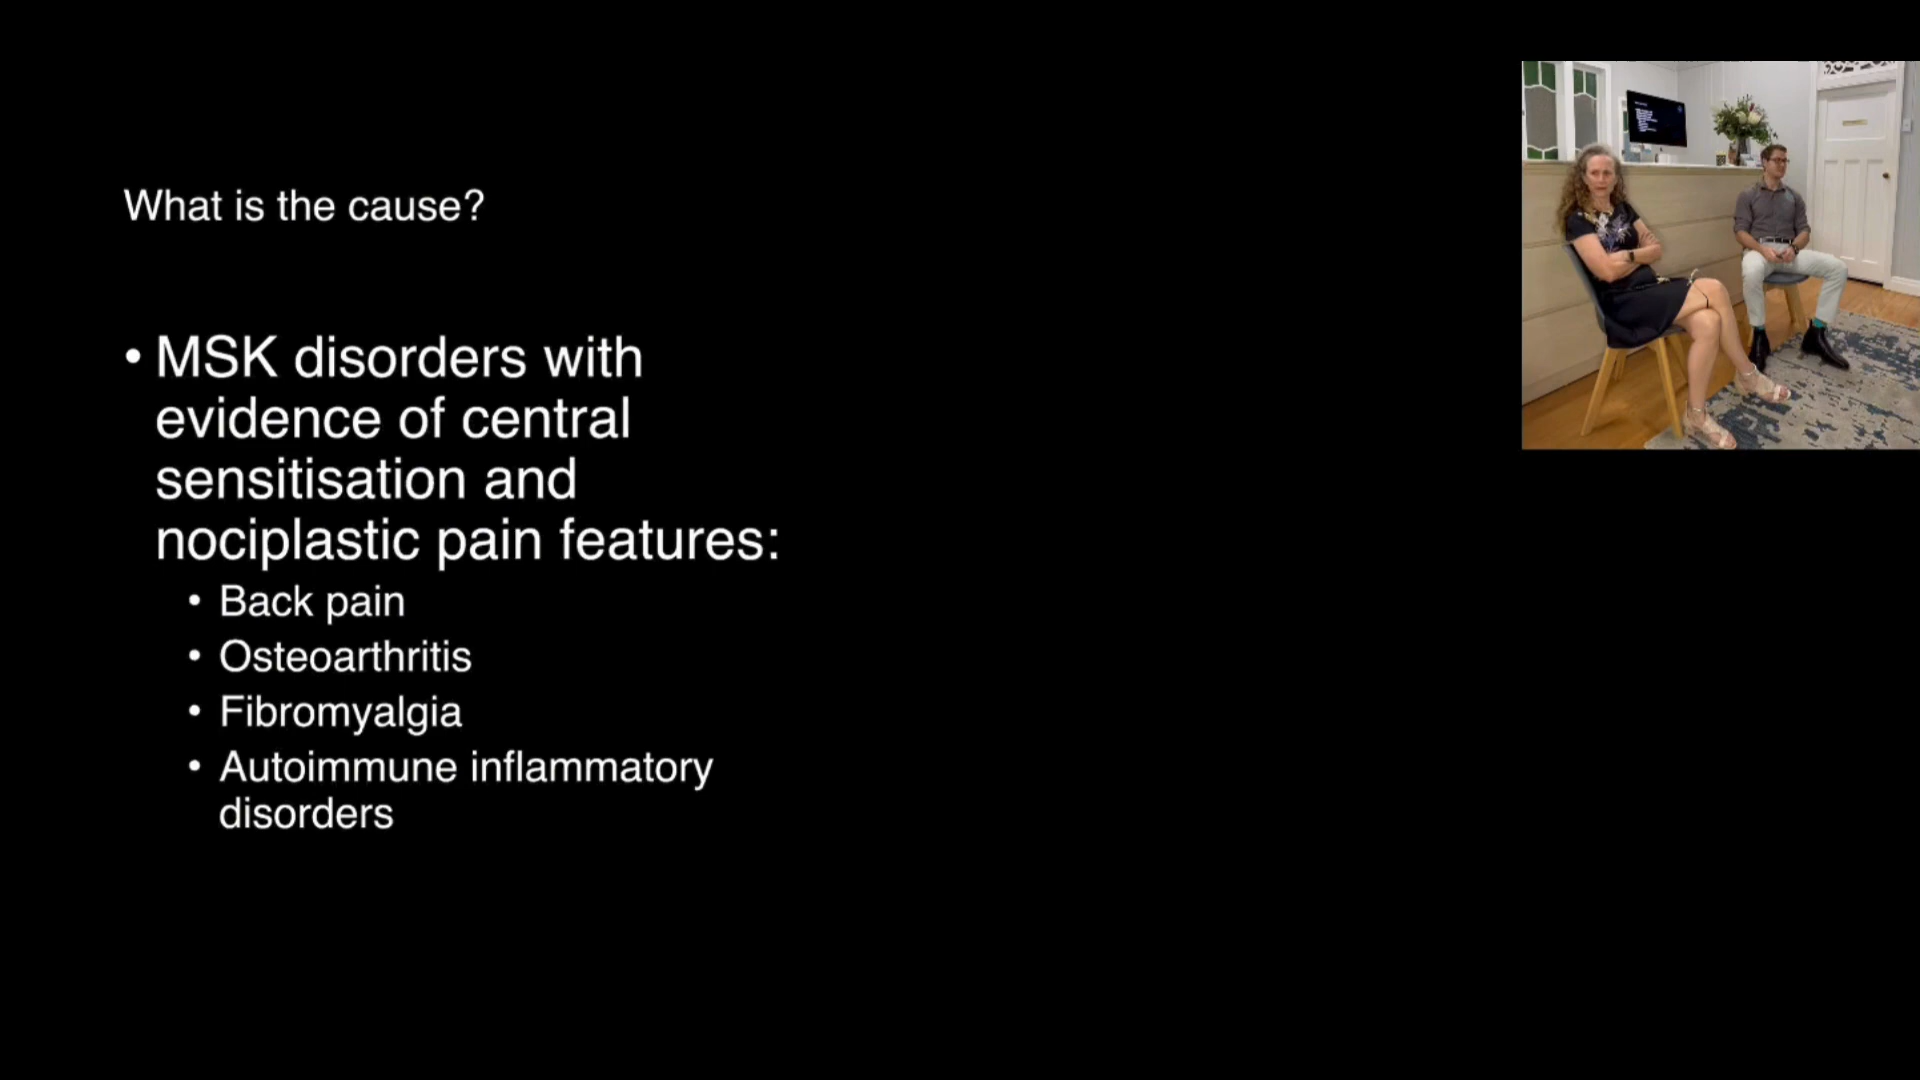 What is the cause?
• MSK disorders with
evidence of central
sensitisation and
nociplastic pain features:
• Back pain
• Osteoarthritis
• Fibromyalgia
• Autoimmune inflammatory
disorders